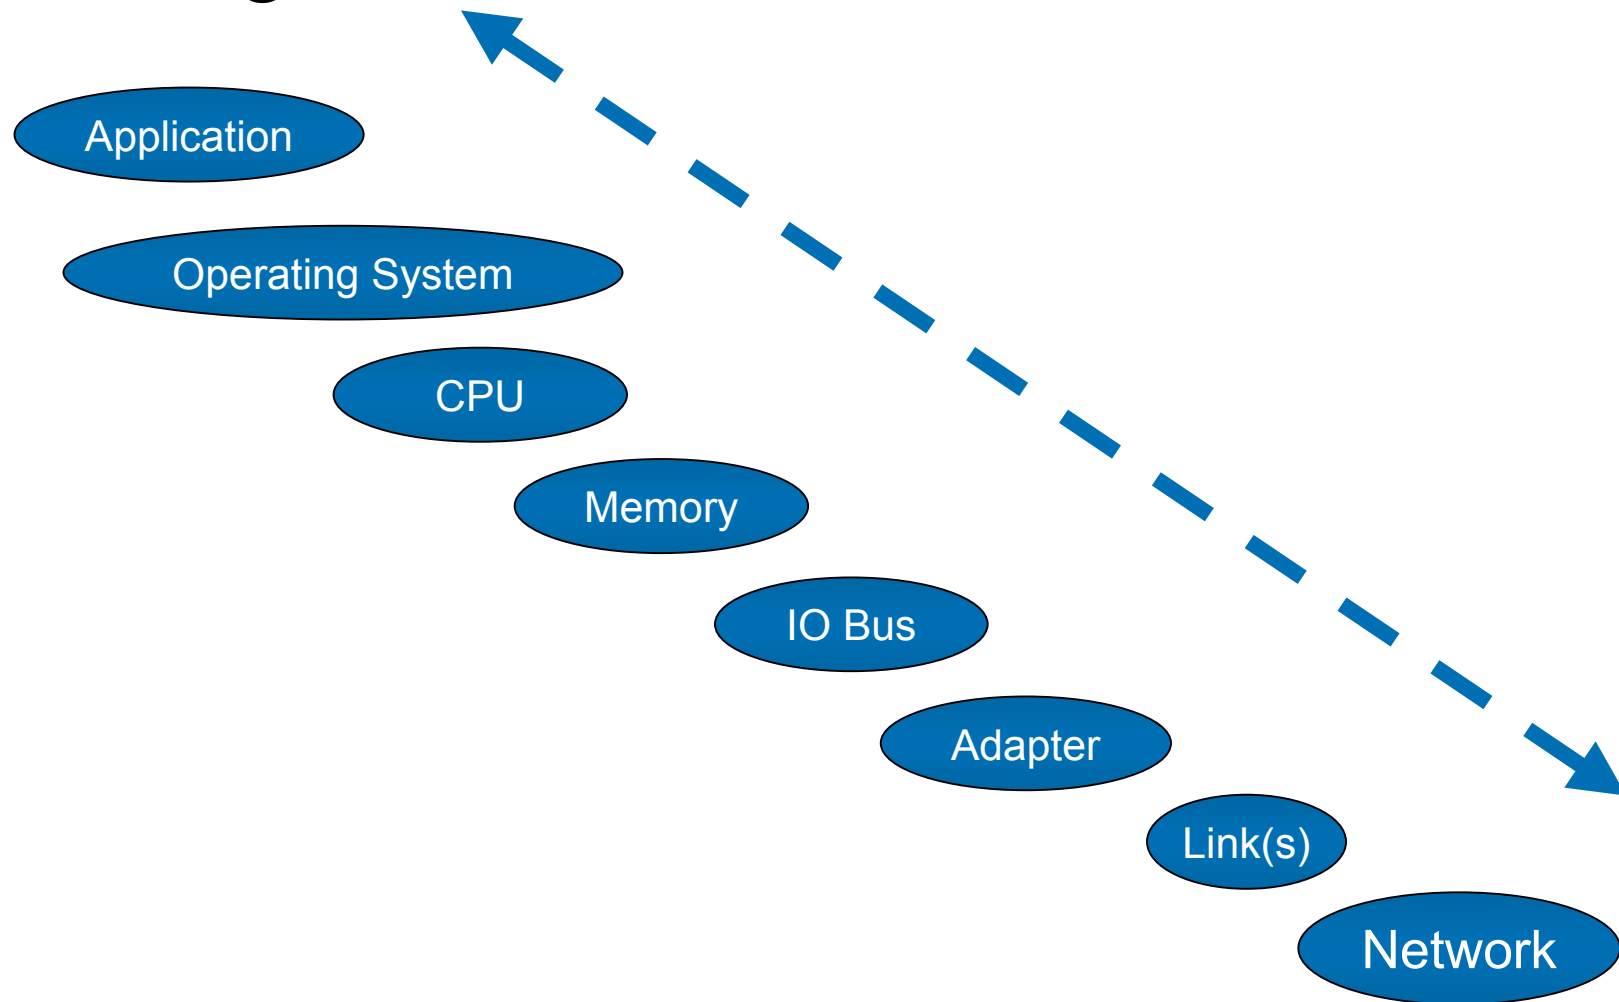 Application
Operating System
CPU
Memory
IO Bus
Adapter
Link(s)
Network